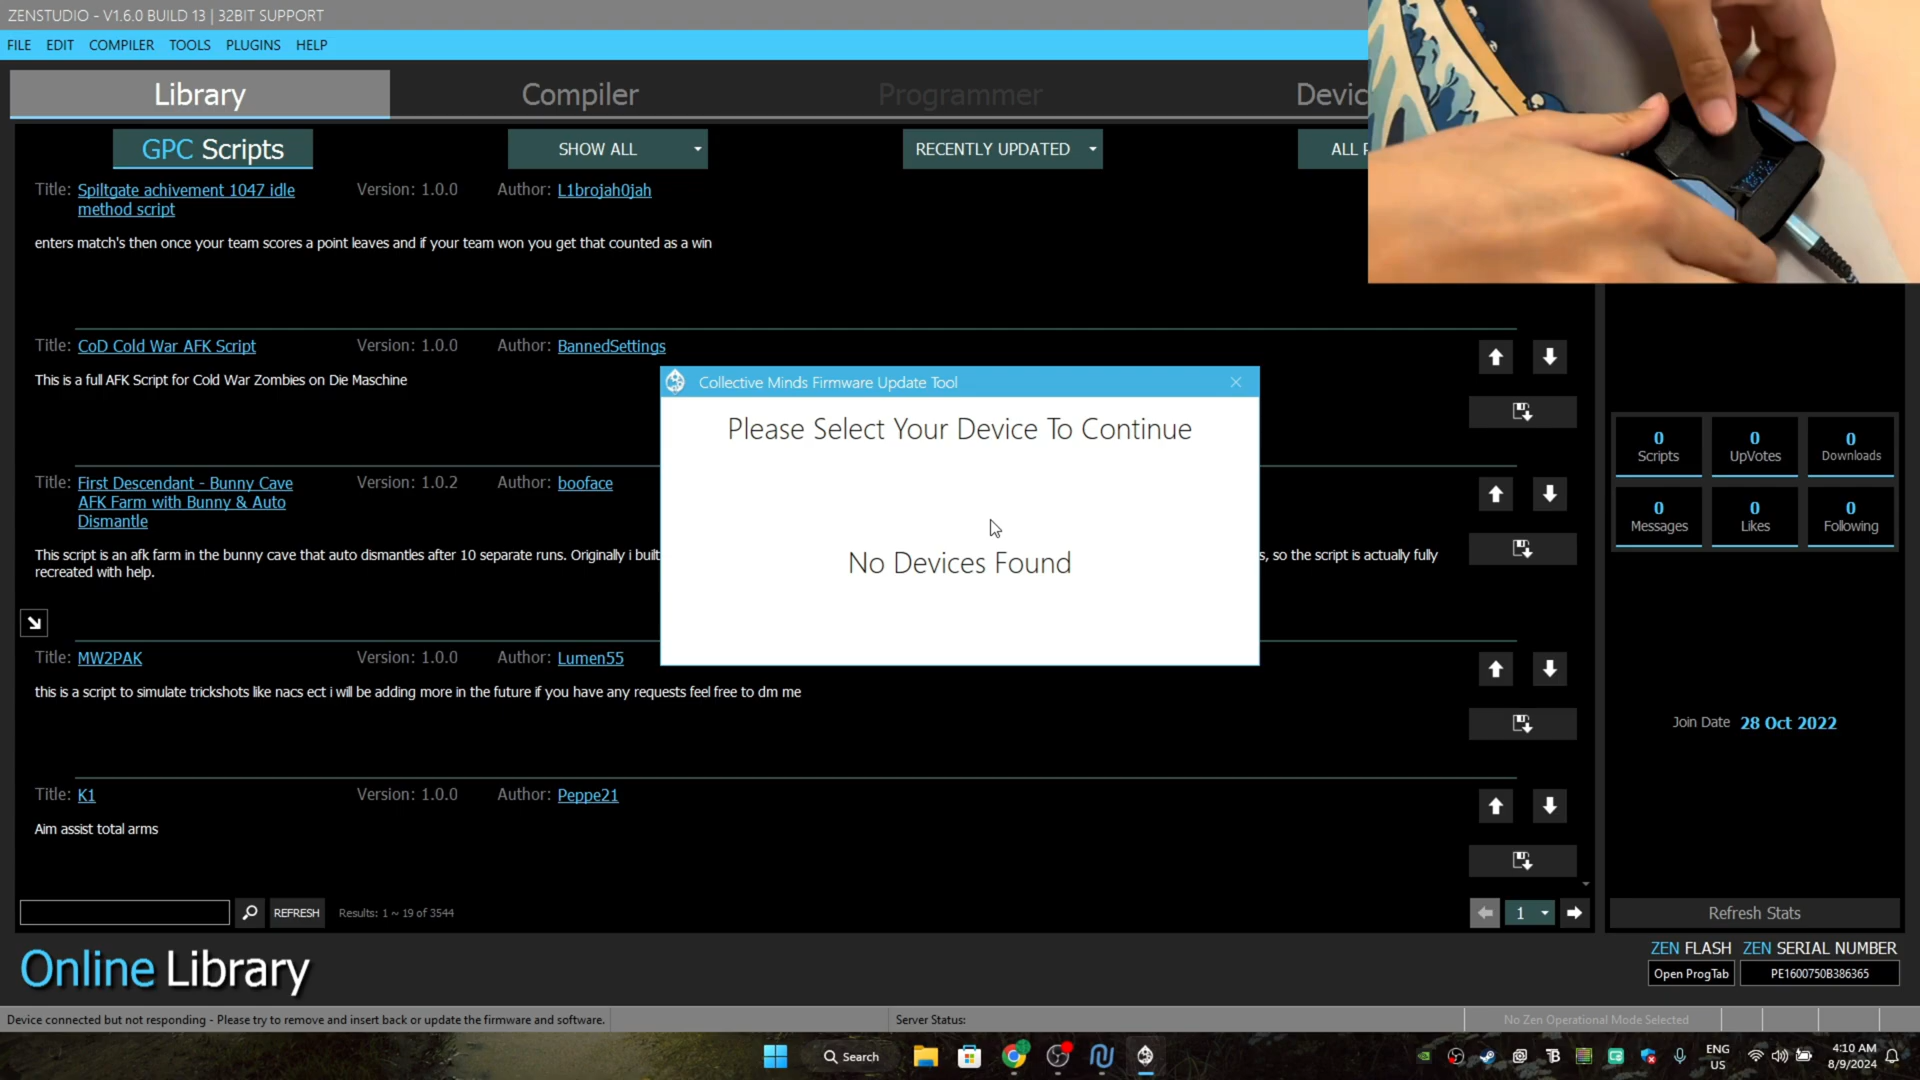 ZENSTUDIO - V1.6.0 BUILD 13 | 32BIT SUPPORT
FILE EDIT COMPILER TOOLS PLUGINS HELP
Library Compiler Programmer Devic
GPC Scripts SHOW ALL RECENTLY UPDATED ALL
Title: Spiltgate achivement 1047 idle Version: 1.0.0 Author: L1brojah0jah
method script
enters match's then once your team scores a point leaves and if your team won you get that counted as a win
Title: CoD Cold War AFK Script Version: 1.0.0 Author: BannedSettings
This is a full AFK Script for Cold War Zombies on Die Maschine
Collective Minds Firmware Update Tool
Please Select Your Device To Continue
No Devices Found
Title: First Descendant - Bunny Cave Version: 1.0.2 Author: booface
AFK Farm with Bunny & Auto
Dismantle
This script is an afk farm in the bunny cave that auto dismantles after 10 separate runs. Originally i built s, so the script is actually fully
recreated with help.
Title: MW2PAK Version: 1.0.0 Author: Lumen55
this is a script to simulate trickshots like nacs ect i will be adding more in the future if you have any requests feel free to dm me
Title: K1 Version: 1.0.0 Author: Peppe21
Aim assist total arms
0 0 0
Scripts UpVotes Downloads
0 0 0
Messages Likes Following
Join Date 28 Oct 2022
REFRESH Results: 1 ~ 19 of 3544 1 Refresh Stats
Online Library
ZEN FLASH ZEN SERIAL NUMBER
Open ProgTab PE1600750B386365
Device connected but not responding - Please try to remove and insert back or update the firmware and software. Server Status: No Zen Operational Mode Selected
Search
ENG
US
4:10 AM
8/9/2024